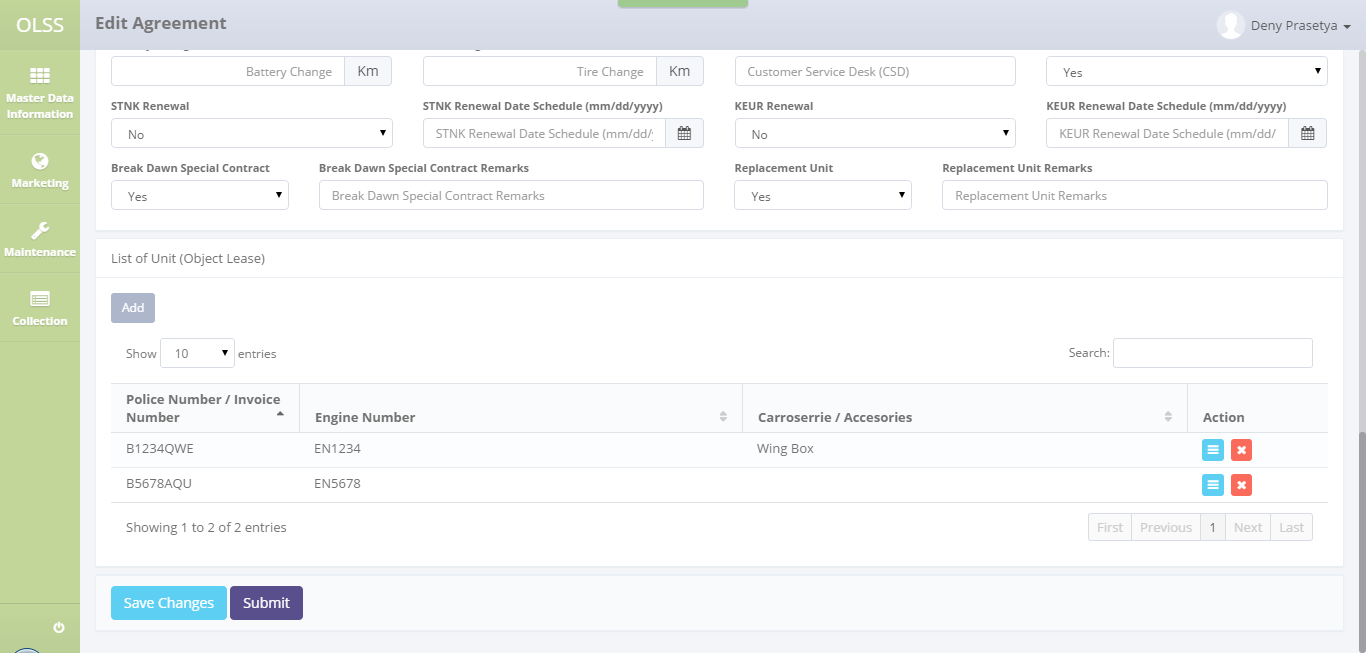 OLSS
Edit Agreement
Deny Prasetya
Battery Change Km
Tire Change Km
Customer Service Desk (CSD)
Yes
Master Data
Information
STNK Renewal
STNK Renewal Date Schedule (mm/dd/yyyy)
KEUR Renewal
KEUR Renewal Date Schedule (mm/dd/yyyy)
No
STNK Renewal Date Schedule (mm/dd/
No
KEUR Renewal Date Schedule (mm/dd/
Marketing
Break Dawn Special Contract
Break Dawn Special Contract Remarks
Replacement Unit
Replacement Unit Remarks
Yes
Break Dawn Special Contract Remarks
Yes
Replacement Unit Remarks
Maintenance
List of Unit (Object Lease)
Collection
Add
Show 10 entries
Search:
Police Number / Invoice
Number
Engine Number
Carroserrie / Accesories
Action
B1234QWE EN1234 Wing Box
B5678AQU EN5678
Showing 1 to 2 of 2 entries
First Previous 1 Next Last
Save Changes Submit